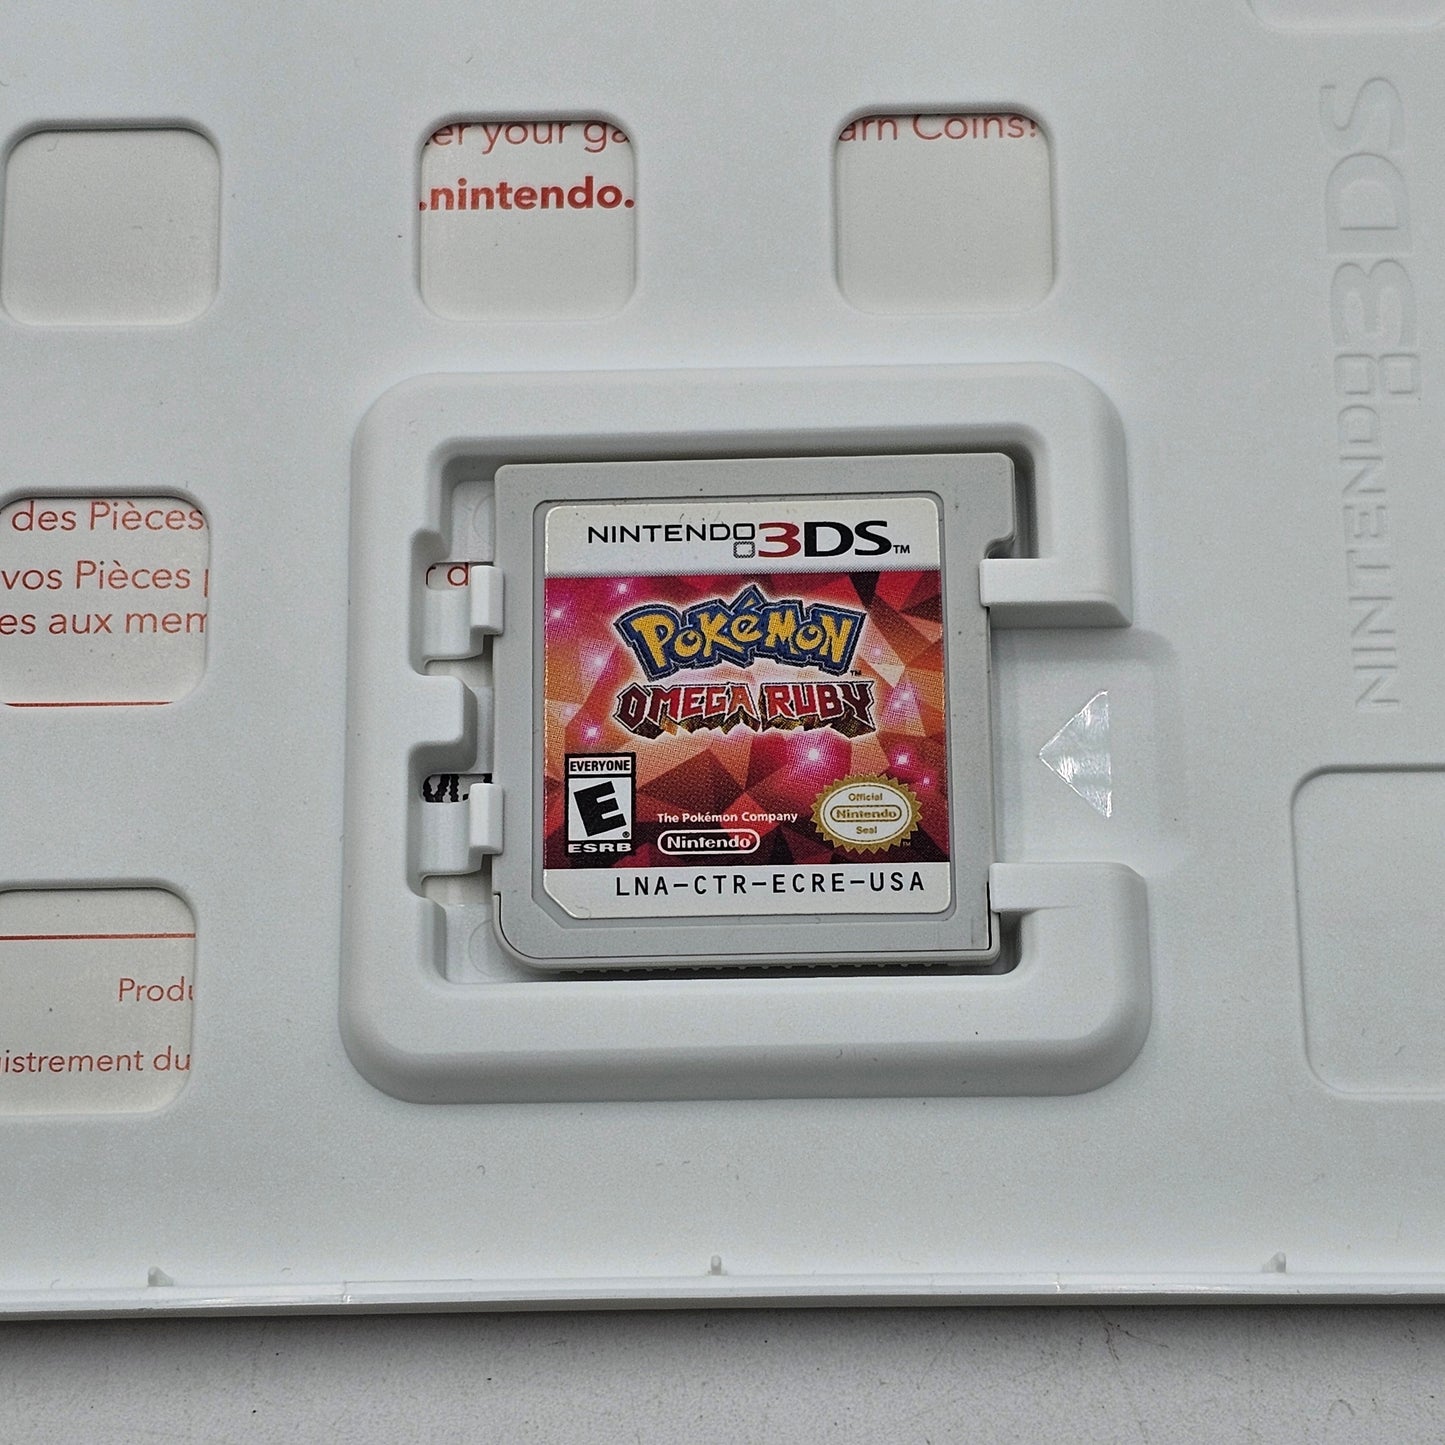 er your ga
.nintendo.
arn Coins!
NINTENDO 3DS
des Pièces
vos Pièces
es aux mem
Produ
istrement du
NINTENDO 3DS™
POKéMON™
OMEGA RUBY
EVERYONE
E
ESRB
The Pokémon Company
Nintendo®
Official
Nintendo
Seal
LNA-CTR-ECRE-USA